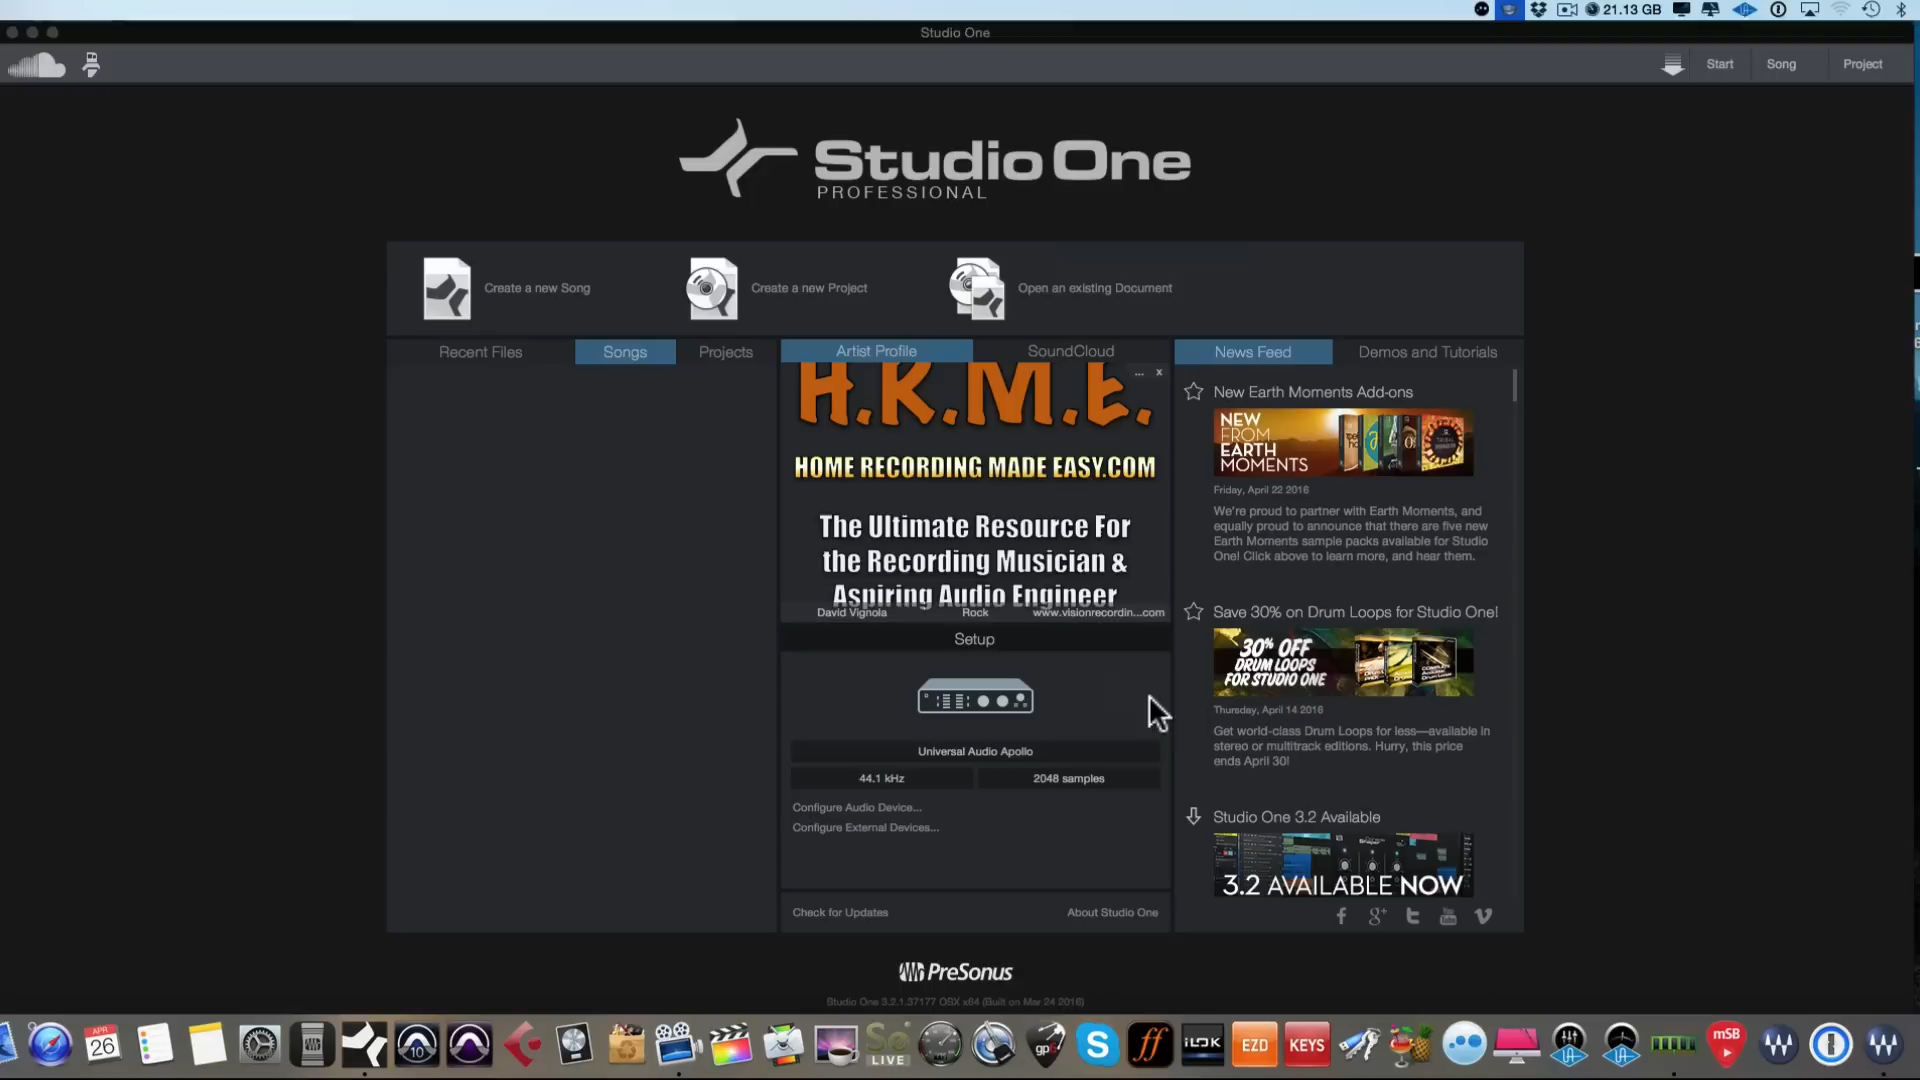 21.13 GB
Studio One
Start
Song
Project
Studio One
PROFESSIONAL
Create a new Song
Create a new Project
Open an existing Document
Recent Files
Songs
Projects
Artist Profile
SoundCloud
News Feed
Demos and Tutorials
... x
H.R.M.E.
HOME RECORDING MADE EASY.COM
The Ultimate Resource For
the Recording Musician &
Aspiring Audio Engineer
David Vignola
Rock
www.visionrecordin...com
Setup
Universal Audio Apollo
44.1 kHz
2048 samples
Configure Audio Device...
Configure External Devices...
Check for Updates
About Studio One
New Earth Moments Add-ons
NEW
FROM
EARTH
MOMENTS
Friday, April 22 2016
We're proud to partner with Earth Moments, and
equally proud to announce that there are five new
Earth Moments sample packs available for Studio
One! Click above to learn more, and hear them.
Save 30% on Drum Loops for Studio One!
30% OFF
DRUM LOOPS
FOR STUDIO ONE
Thursday, April 14 2016
Get world-class Drum Loops for less—available in
stereo or multitrack editions. Hurry, this price
ends April 30!
Studio One 3.2 Available
3.2 AVAILABLE NOW
PreSonus
Studio One 3.2.1.37177 OSX x64 (Built on Mar 24 2016)
APR
26
10
So
LIVE
gp6
S
ff
iLOK
EZD
KEYS
UA
UA
mSB
W
W